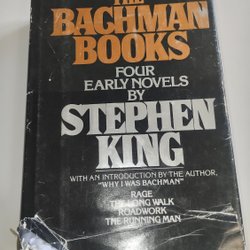 THE
BACHMAN
BOOKS
FOUR
EARLY NOVELS
BY
STEPHEN
KING
WITH AN INTRODUCTION BY THE AUTHOR,
"WHY I WAS BACHMAN"
RAGE
THE LONG WALK
ROADWORK
THE RUNNING MAN